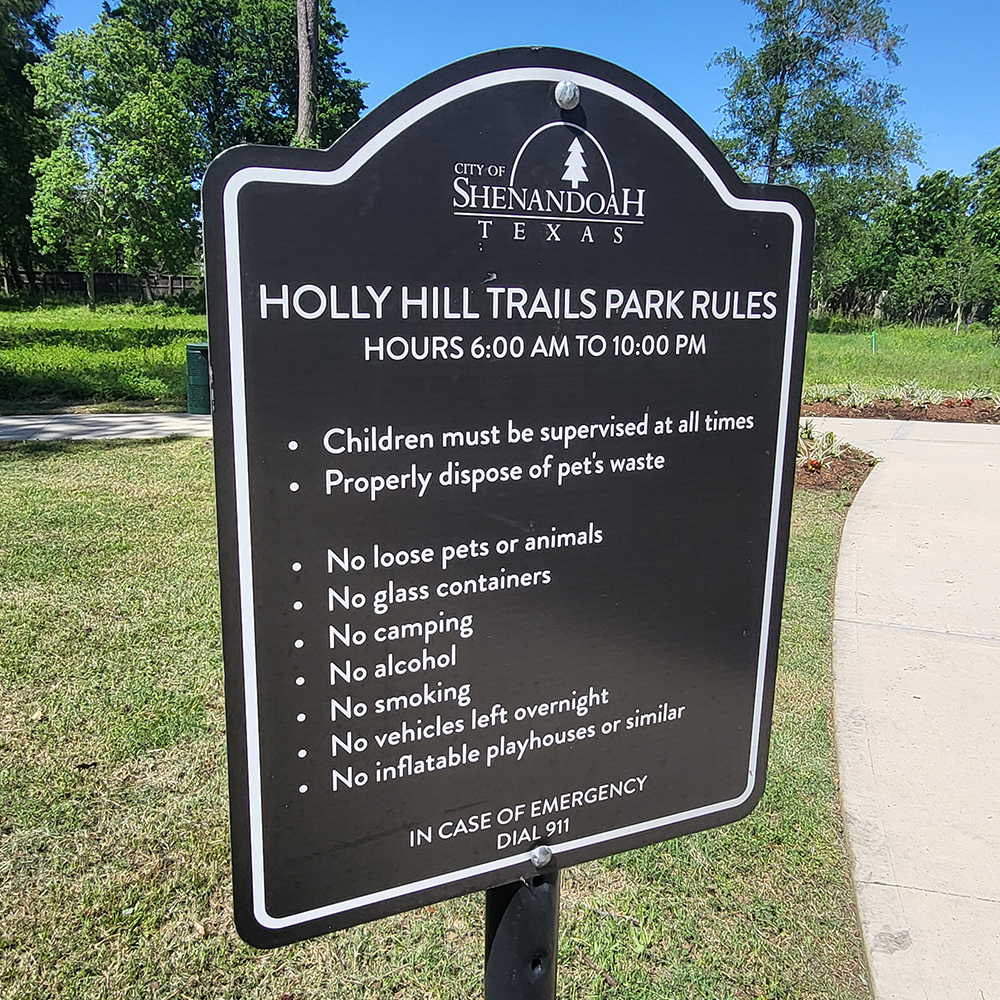 CITY OF
SHENANDOAH
TEXAS
HOLLY HILL TRAILS PARK RULES
HOURS 6:00 AM TO 10:00 PM
• Children must be supervised at all times
• Properly dispose of pet's waste
• No loose pets or animals
• No glass containers
• No camping
• No alcohol
• No smoking
• No vehicles left overnight
• No inflatable playhouses or similar
IN CASE OF EMERGENCY
DIAL 911